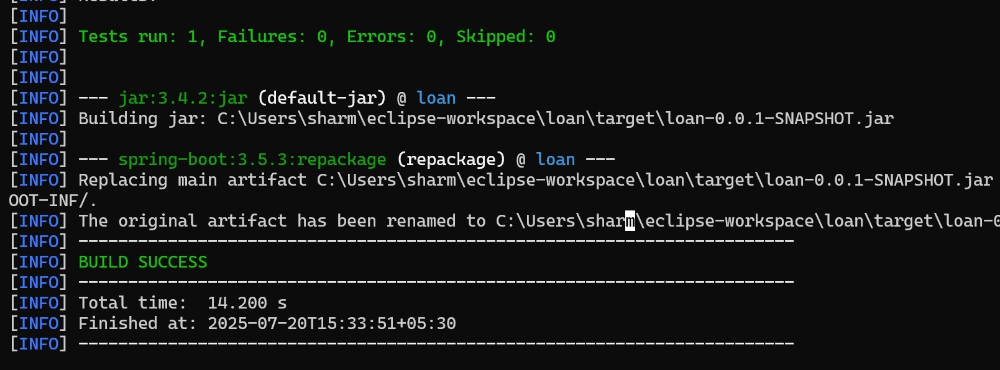 [INFO] Results:
[INFO]
[INFO] Tests run: 1, Failures: 0, Errors: 0, Skipped: 0
[INFO]
[INFO]
[INFO] --- jar:3.4.2:jar (default-jar) @ loan ---
[INFO] Building jar: C:\Users\sharm\eclipse-workspace\loan\target\loan-0.0.1-SNAPSHOT.jar
[INFO]
[INFO] --- spring-boot:3.5.3:repackage (repackage) @ loan ---
[INFO] Replacing main artifact C:\Users\sharm\eclipse-workspace\loan\target\loan-0.0.1-SNAPSHOT.jar
OOT-INF/.
[INFO] The original artifact has been renamed to C:\Users\sharm\eclipse-workspace\loan\target\loan-0
[INFO] ------------------------------------------------------------------------
[INFO] BUILD SUCCESS
[INFO] ------------------------------------------------------------------------
[INFO] Total time:  14.200 s
[INFO] Finished at: 2025-07-20T15:33:51+05:30
[INFO] ------------------------------------------------------------------------